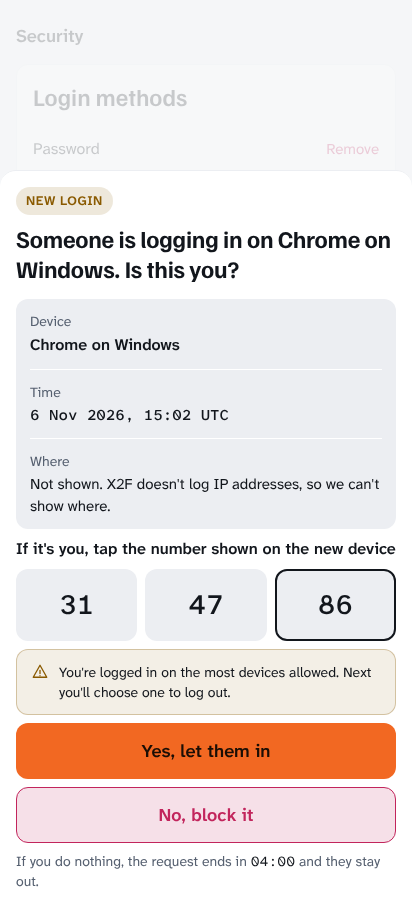 Security
Login methods
Password
Remove
NEW LOGIN
Someone is logging in on Chrome on
Windows. Is this you?
Device
Chrome on Windows
Time
6 Nov 2026, 15:02 UTC
Where
Not shown. X2F doesn't log IP addresses, so we can't
show where.
If it's you, tap the number shown on the new device
31
47
86
You're logged in on the most devices allowed. Next
you'll choose one to log out.
Yes, let them in
No, block it
If you do nothing, the request ends in 04:00 and they stay
out.